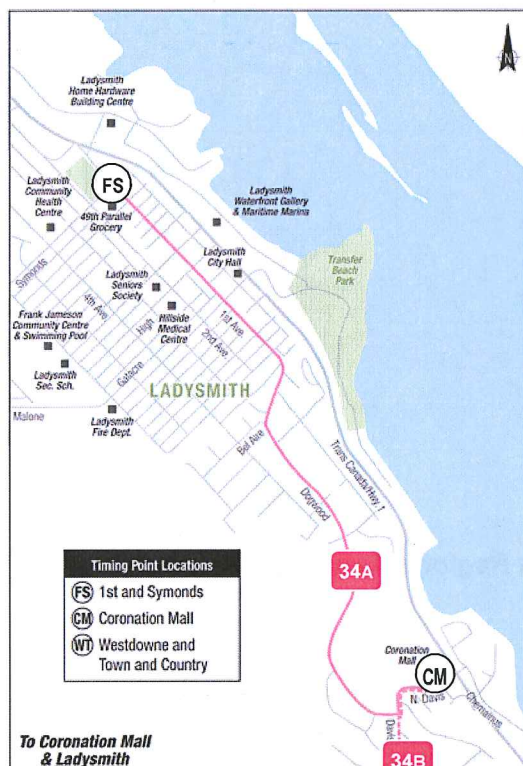 N
Ladysmith
Home Hardware
Building Centre
FS
Ladysmith
Community
Health
Centre
49th Parallel
Grocery
Ladysmith
Waterfront Gallery
& Maritime Marina
Ladysmith
City Hall
Transfer
Beach
Park
Symonds
Ladysmith
Seniors
Society
4th Ave.
High
Hillside
Medical
Centre
1st Ave.
2nd Ave.
Frank Jameson
Community Centre
& Swimming Pool
Ladysmith
Sec. Sch.
Gatacre
LADYSMITH
Malone
Ladysmith
Fire Dept.
Bel Aire
Trans Canada/Hwy. 1
Dogwood
34A
Timing Point Locations
FS 1st and Symonds
CM Coronation Mall
WT Westdowne and
Town and Country
Coronation
Mall
CM
N. Davis
Chemainus
Davis
34B
To Coronation Mall
& Ladysmith